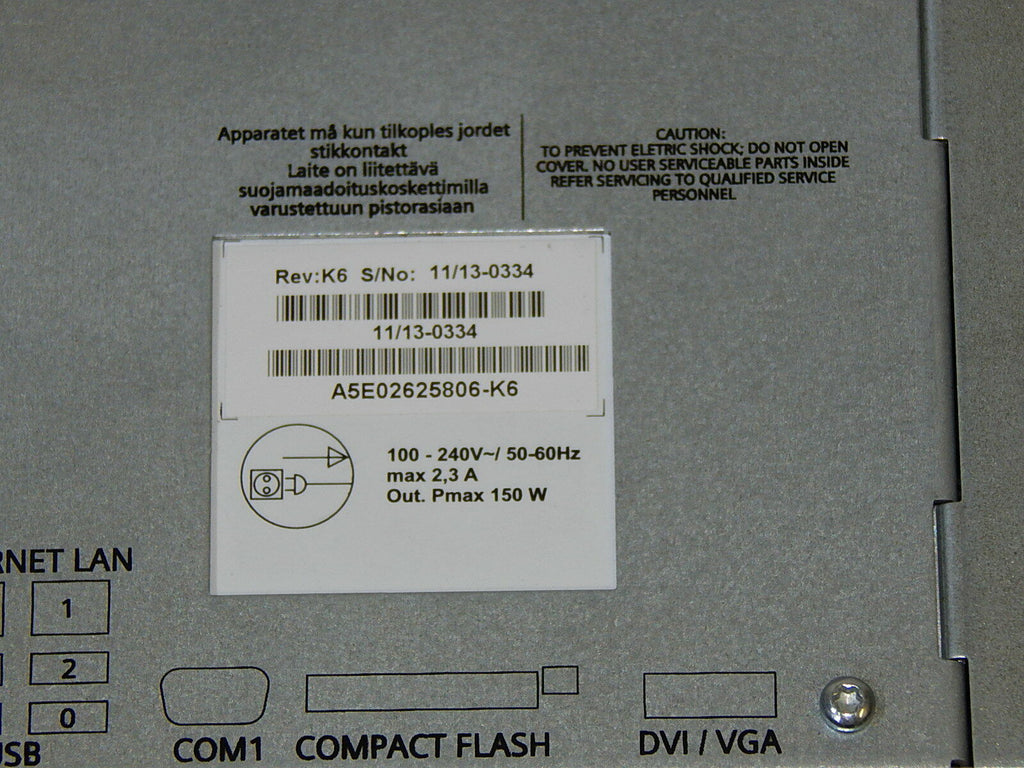 Apparatet må kun tilkoples jordet
stikkontakt
Laite on liitettävä
suojamaadoituskoskettimilla
varustettuun pistorasiaan
CAUTION:
TO PREVENT ELETRIC SHOCK; DO NOT OPEN
COVER. NO USER SERVICEABLE PARTS INSIDE
REFER SERVICING TO QUALIFIED SERVICE
PERSONNEL
Rev:K6 S/No: 11/13-0334
11/13-0334
A5E02625806-K6
100 - 240V~/ 50-60Hz
max 2,3 A
Out. Pmax 150 W
RNET LAN
1
2
0
USB
COM1
COMPACT FLASH
DVI / VGA